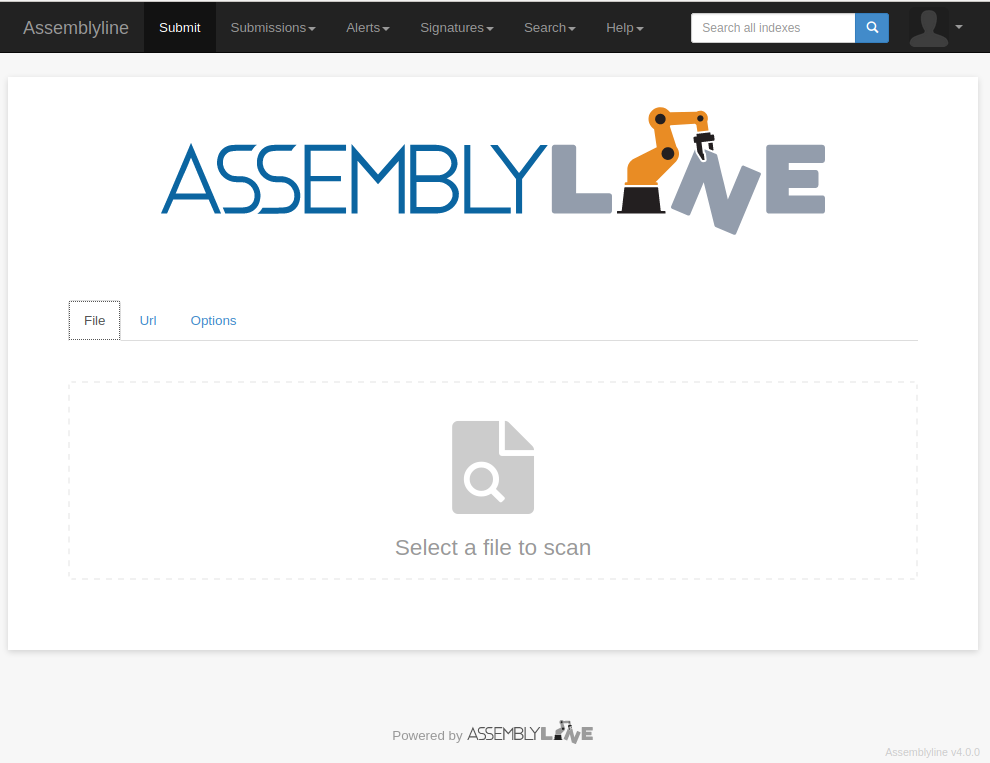 Assemblyline Submit Submissions Alerts Signatures Search Help Search all indexes
ASSEMBLYLINE
File Url Options
Select a file to scan
Powered by ASSEMBLYLINE
Assemblyline v4.0.0